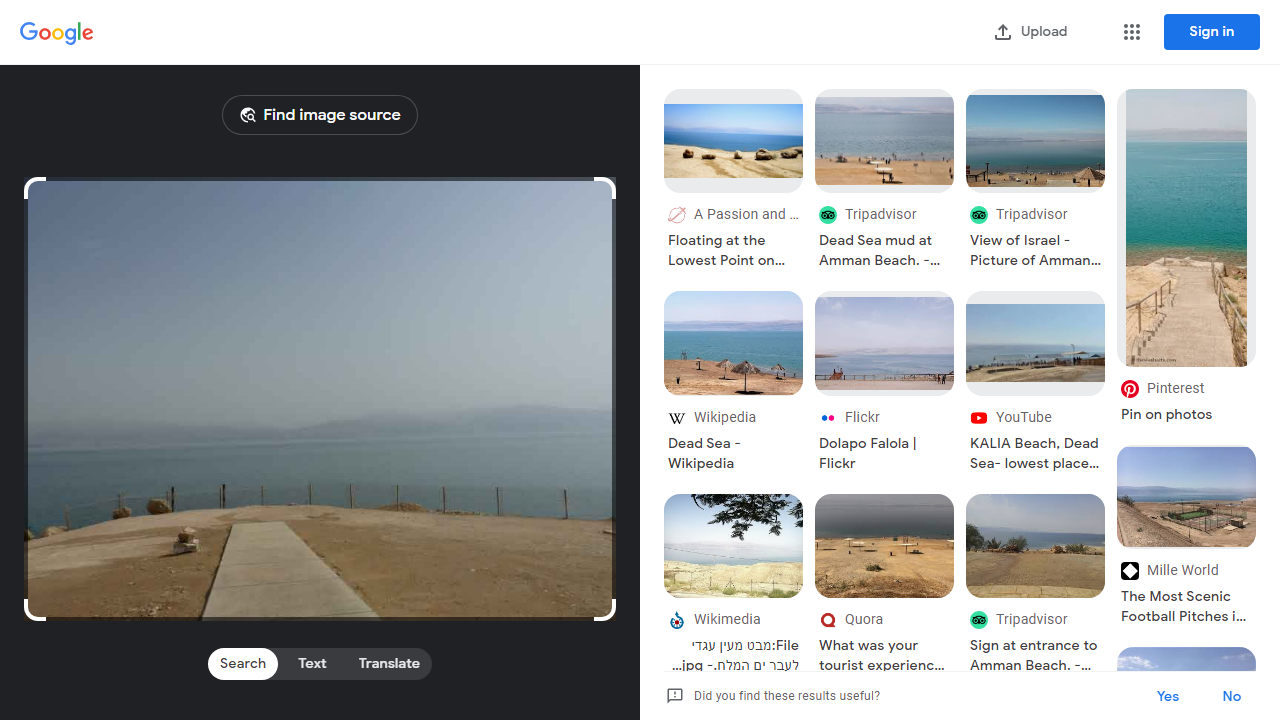 Google
Upload
Sign in
Find image source
Search
Text
Translate
A Passion and ...
Floating at the
Lowest Point on...
Tripadvisor
Dead Sea mud at
Amman Beach. -...
Tripadvisor
View of Israel -
Picture of Amman...
Pinterest
Pin on photos
Wikipedia
Dead Sea -
Wikipedia
Flickr
Dolapo Falola |
Flickr
YouTube
KALIA Beach, Dead
Sea- lowest place...
Mille World
The Most Scenic
Football Pitches i...
Wikimedia
File:מבט מעין עגדי
לעבר ים המלח.- jpg...
Quora
What was your
tourist experienc...
Tripadvisor
Sign at entrance to
Amman Beach. -...
Did you find these results useful?
Yes
No